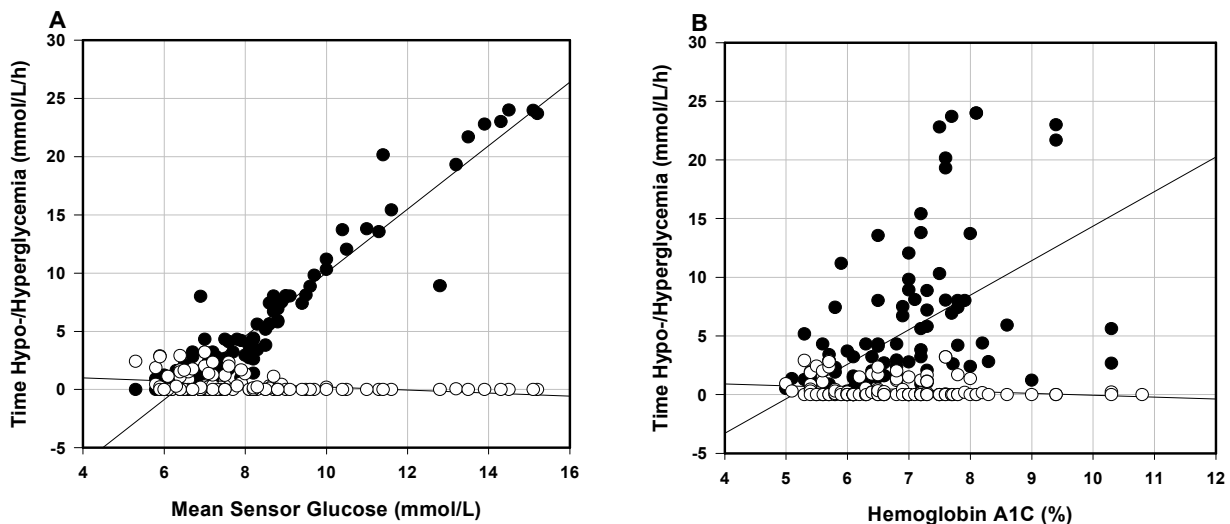 A
Time Hypo-/Hyperglycemia (mmol/L/h)
30
25
20
15
10
5
0
-5
4 6 8 10 12 14 16
Mean Sensor Glucose (mmol/L)
B
Time Hypo-/Hyperglycemia (mmol/L/h)
30
25
20
15
10
5
0
-5
4 5 6 7 8 9 10 11 12
Hemoglobin A1C (%)